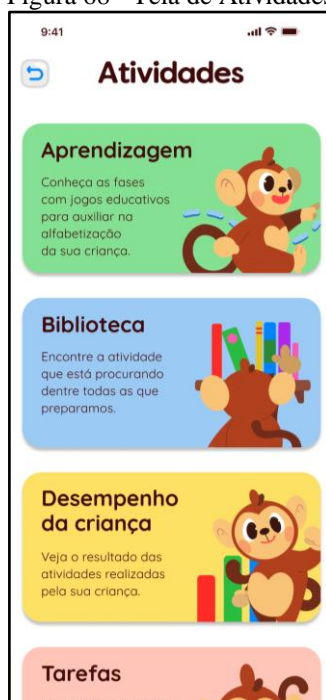 Figura 68 - Tela de Atividades
9:41
Atividades
Aprendizagem
Conheça as fases
com jogos educativos
para auxiliar na
alfabetização
da sua criança.
Biblioteca
Encontre a atividade
que está procurando
dentre todas as que
preparamos.
Desempenho
da criança
Veja o resultado das
atividades realizadas
pela sua criança.
Tarefas